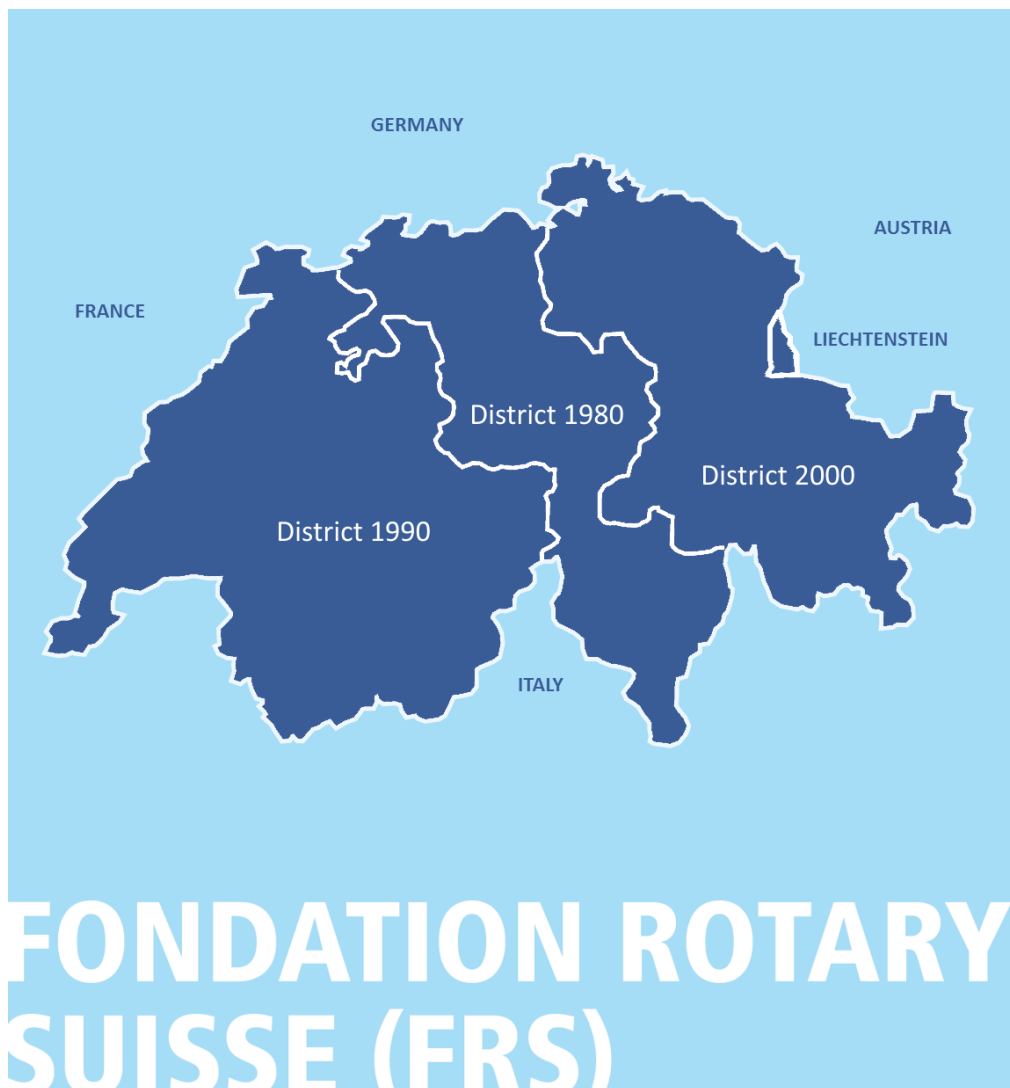 GERMANY
AUSTRIA
FRANCE
LIECHTENSTEIN
District 1980
District 2000
District 1990
ITALY
FONDATION ROTARY
SUISSE (FRS)